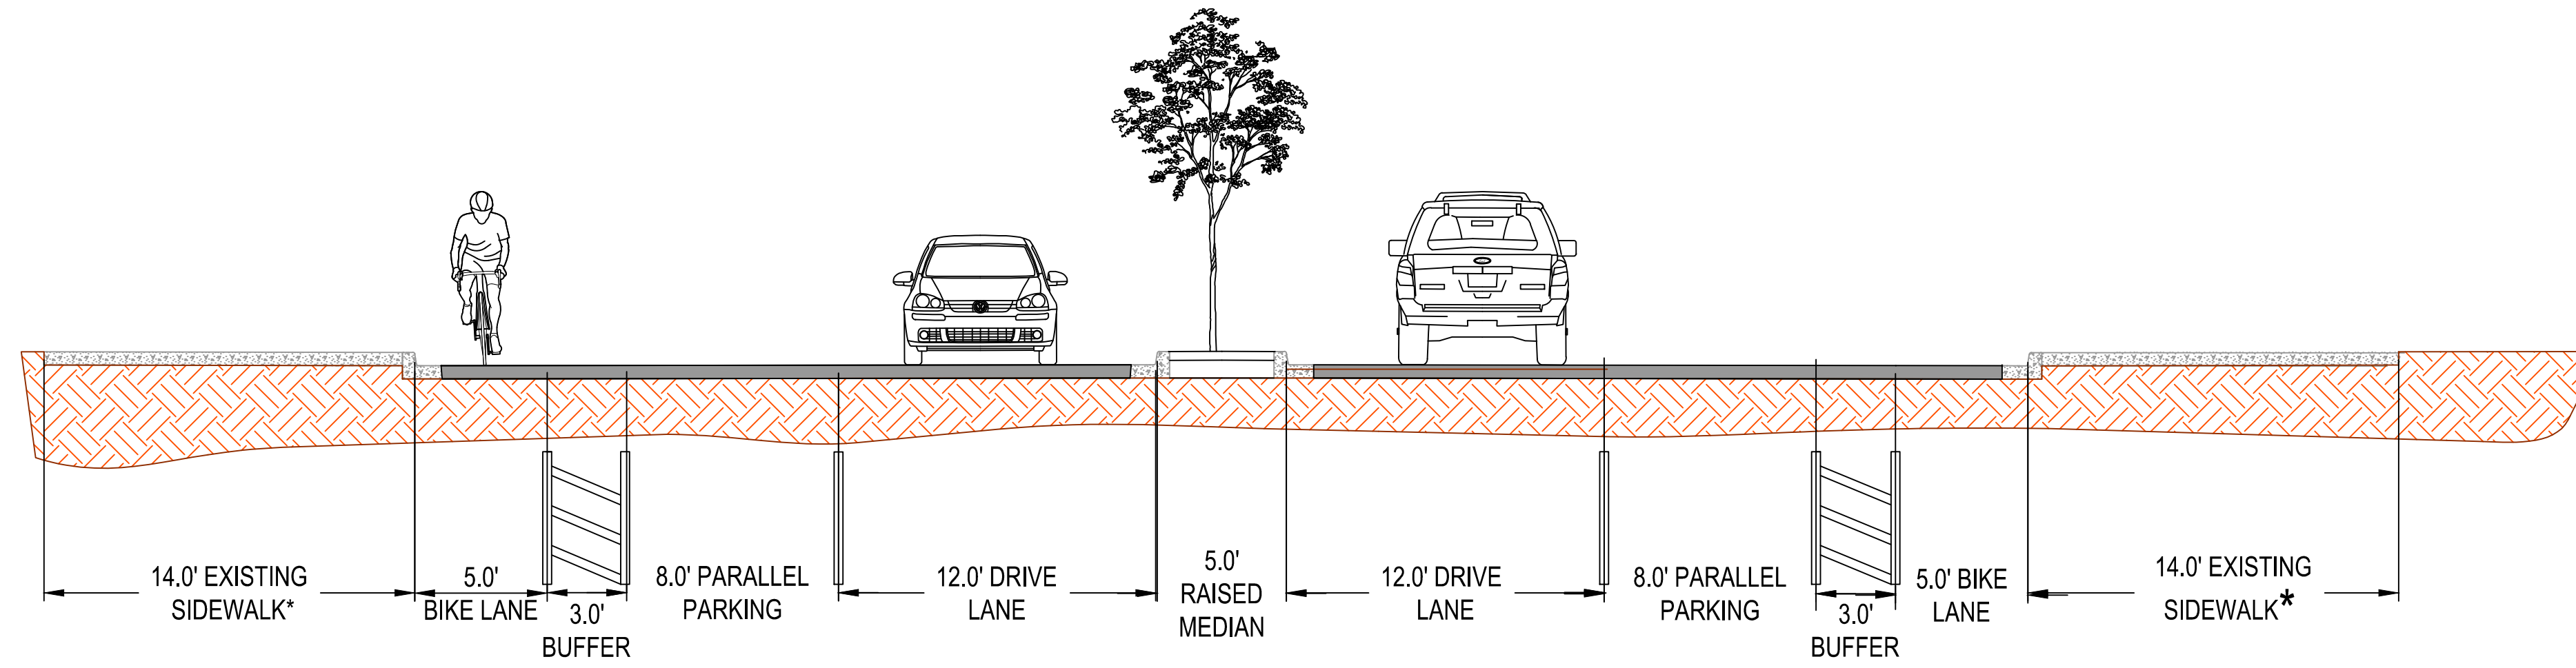 14.0' EXISTING
SIDEWALK*
5.0'
BIKE LANE
3.0'
BUFFER
8.0' PARALLEL
PARKING
12.0' DRIVE
LANE
5.0'
RAISED
MEDIAN
12.0' DRIVE
LANE
8.0' PARALLEL
PARKING
3.0'
BUFFER
5.0' BIKE
LANE
14.0' EXISTING
SIDEWALK*